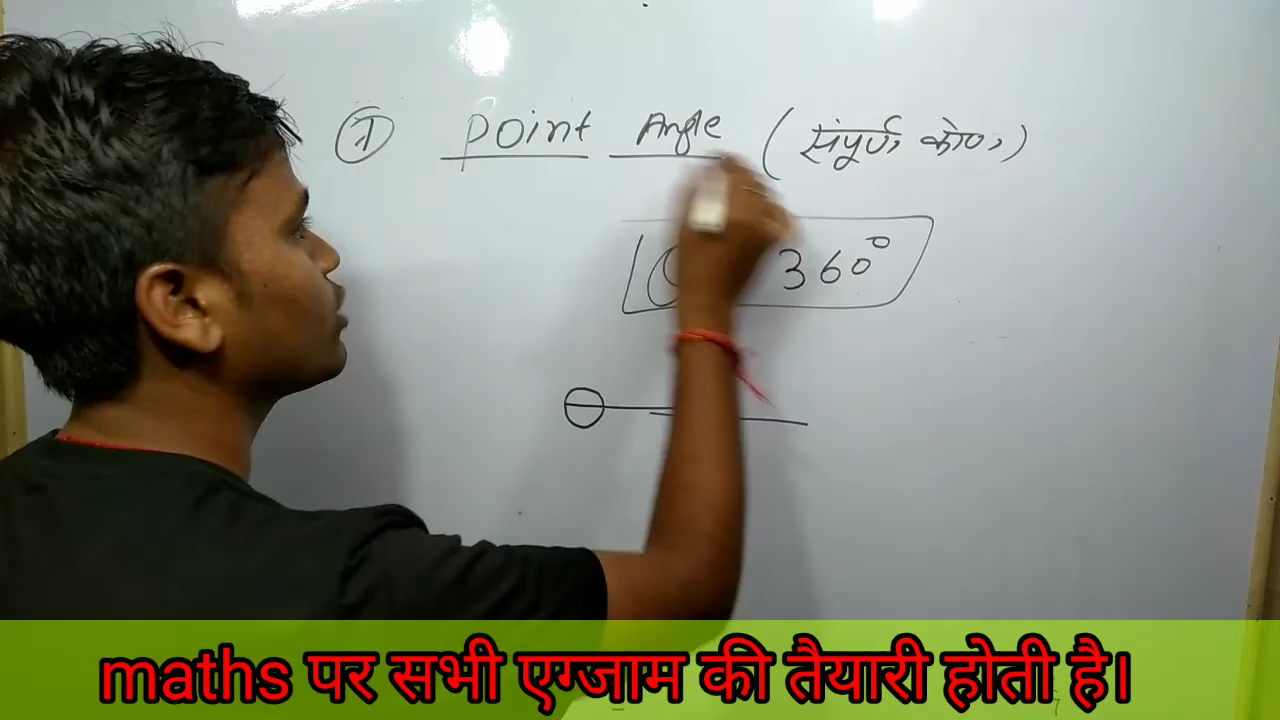 ① Point Angle (संपूर्ण कोण)
360°
maths पर सभी एग्जाम की तैयारी होती है।